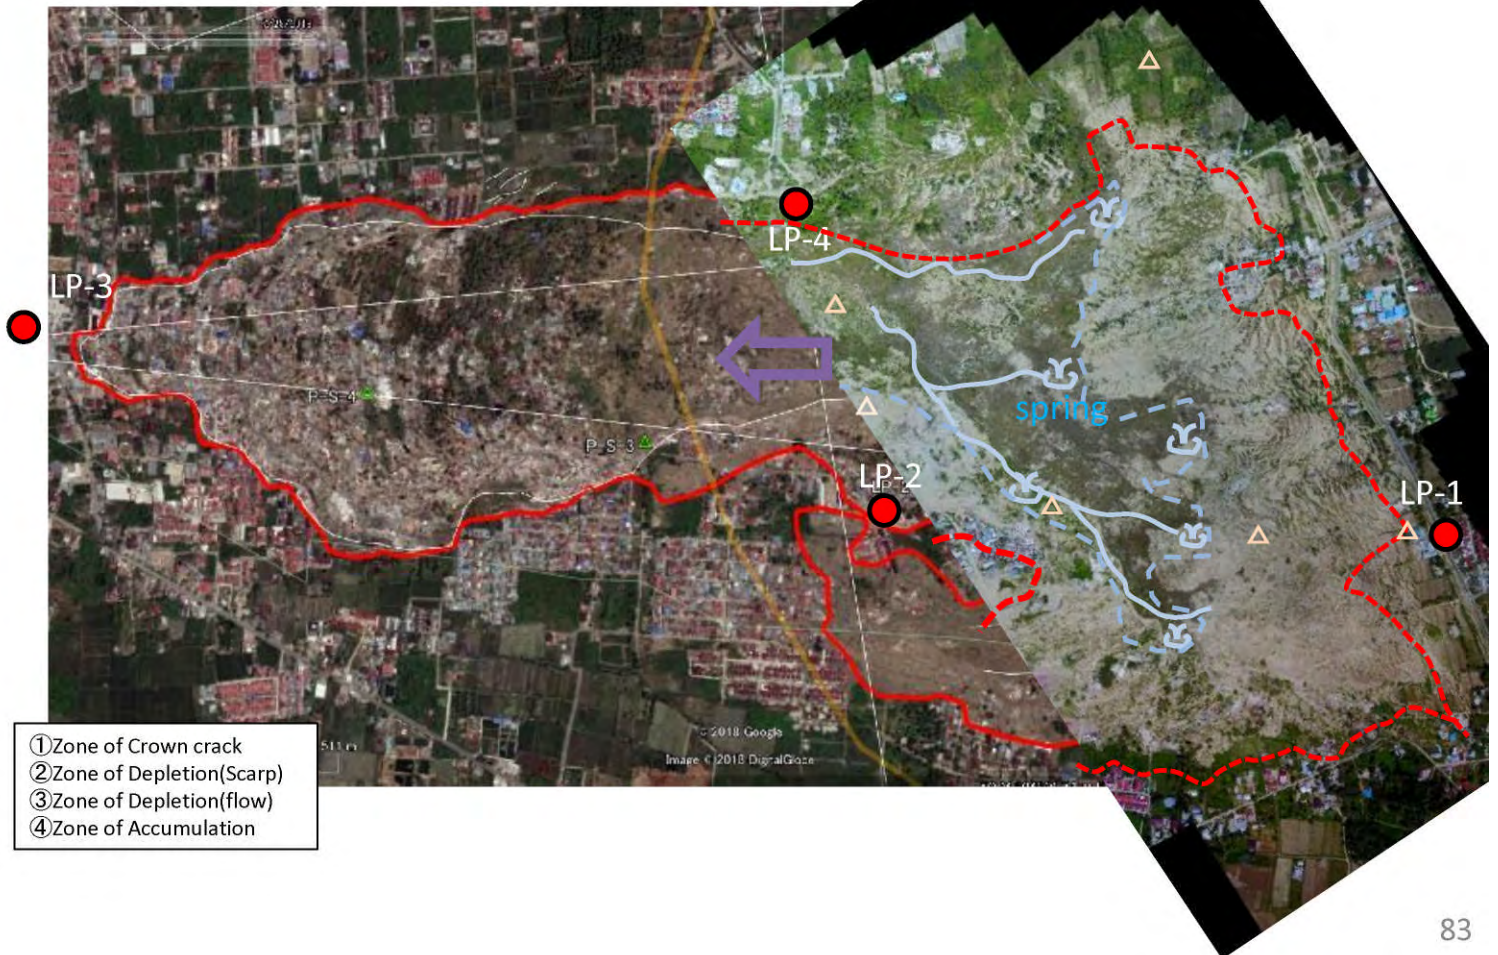 LP-4
LP-3
P-S-4
spring
P-S-3
LP-2
LP-1
①Zone of Crown crack
②Zone of Depletion(Scarp)
③Zone of Depletion(flow)
④Zone of Accumulation
511 m
© 2018 Google
Image © 2018 DigitalGlobe
83